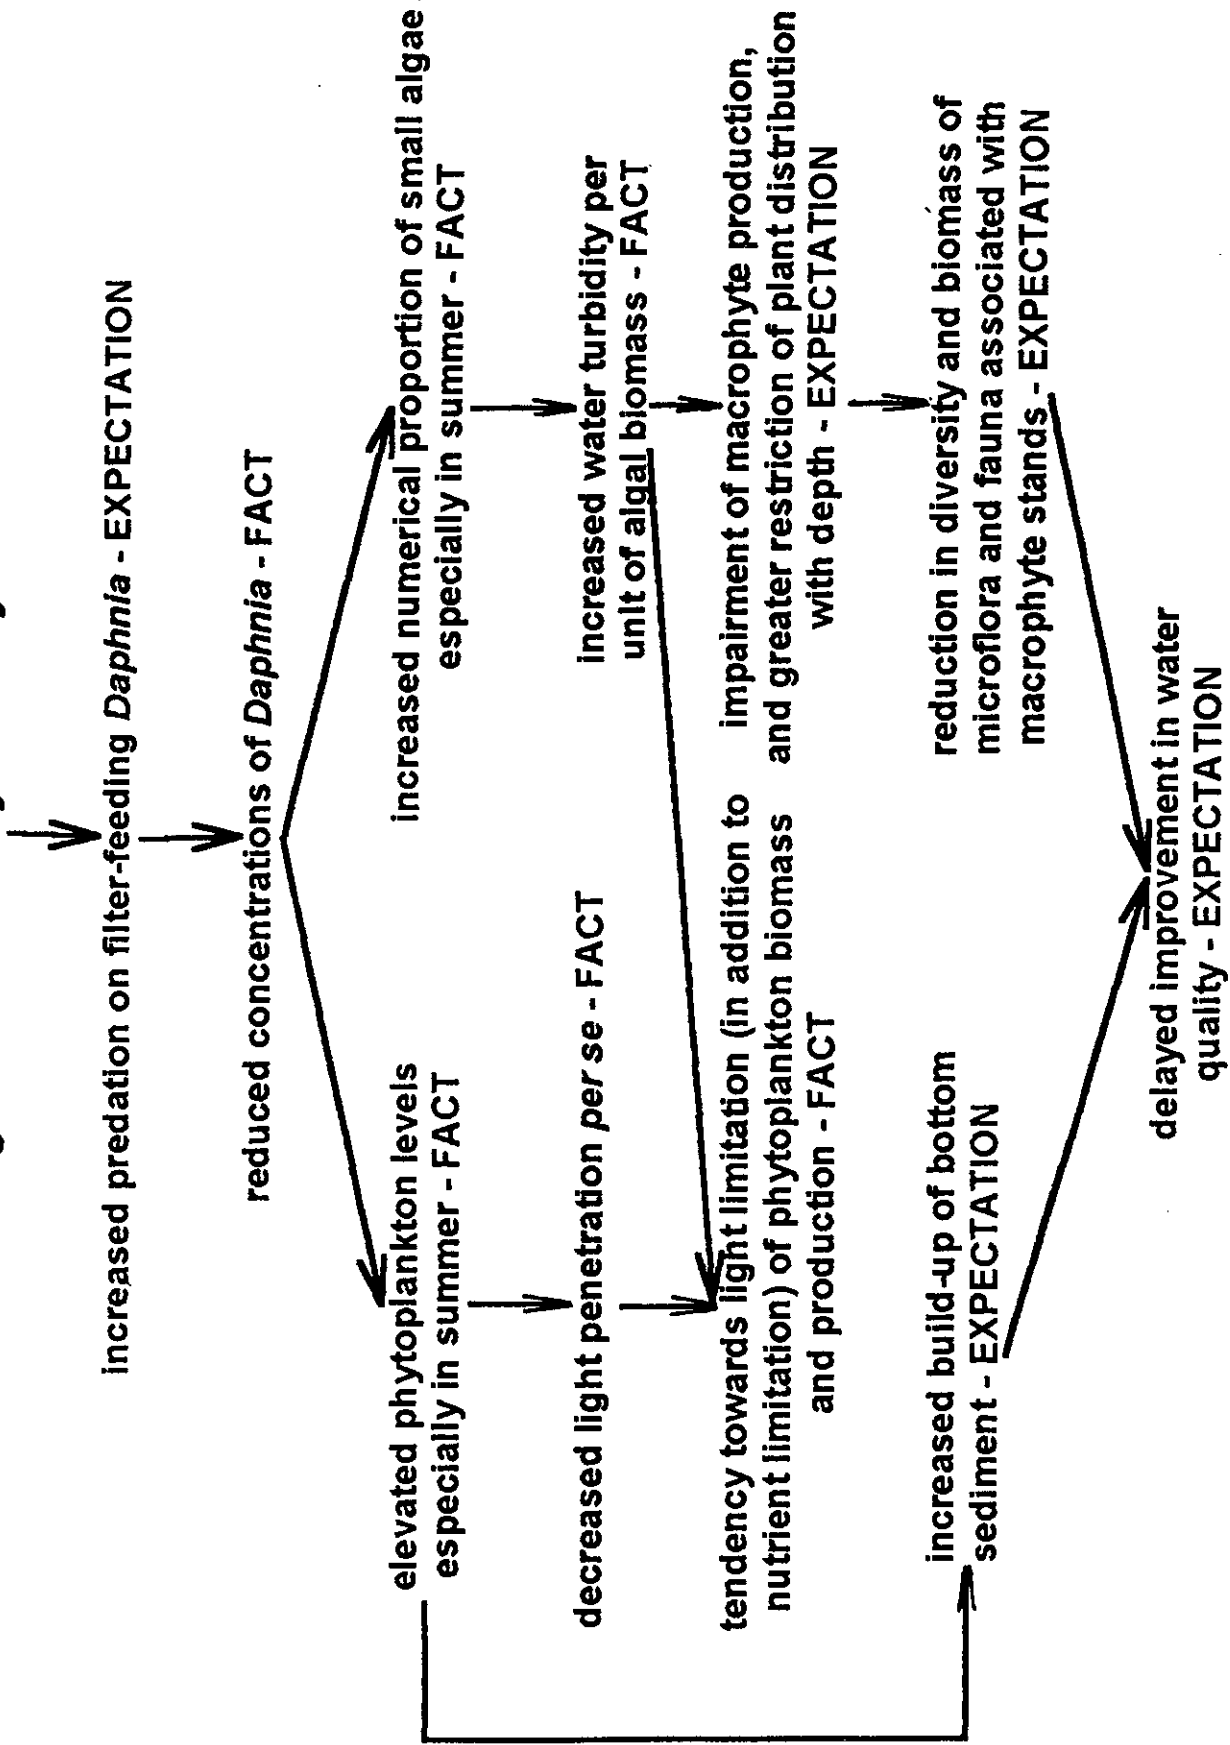 increased predation on filter-feeding Daphnia - EXPECTATION
reduced concentrations of Daphnia - FACT
elevated phytoplankton levels
especially in summer - FACT
increased numerical proportion of small algae
especially in summer - FACT
decreased light penetration per se - FACT
increased water turbidity per
unit of algal biomass - FACT
tendency towards light limitation (in addition to
nutrient limitation) of phytoplankton biomass
and production - FACT
impairment of macrophyte production,
and greater restriction of plant distribution
with depth - EXPECTATION
increased build-up of bottom
sediment - EXPECTATION
reduction in diversity and biomass of
microflora and fauna associated with
macrophyte stands - EXPECTATION
delayed improvement in water
quality - EXPECTATION